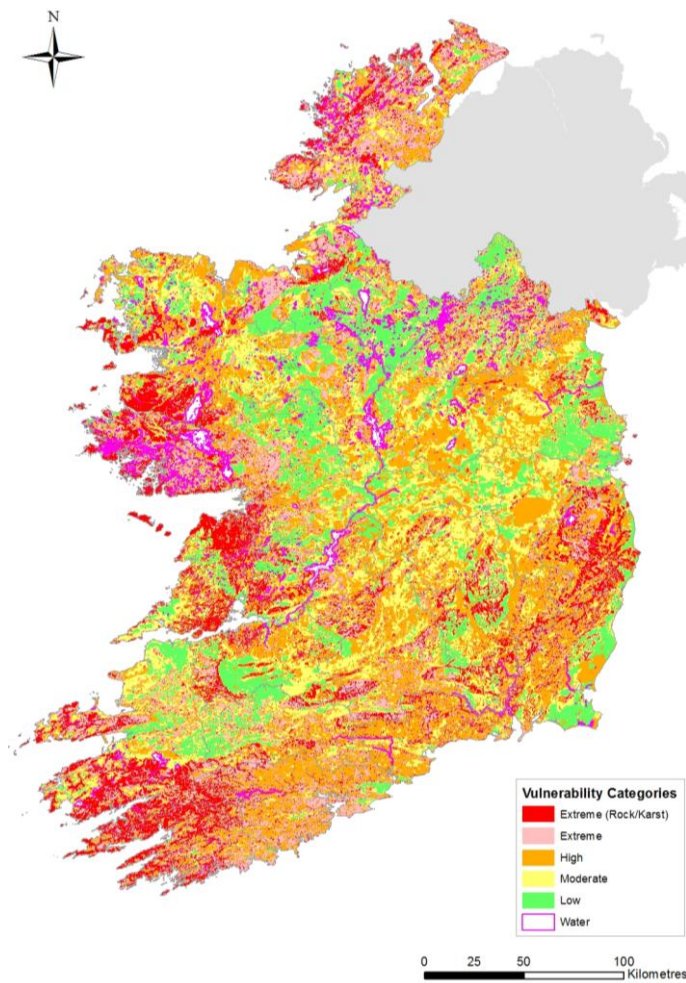 N
Vulnerability Categories
Extreme (Rock/Karst)
Extreme
High
Moderate
Low
Water
0 25 50 100
Kilometres